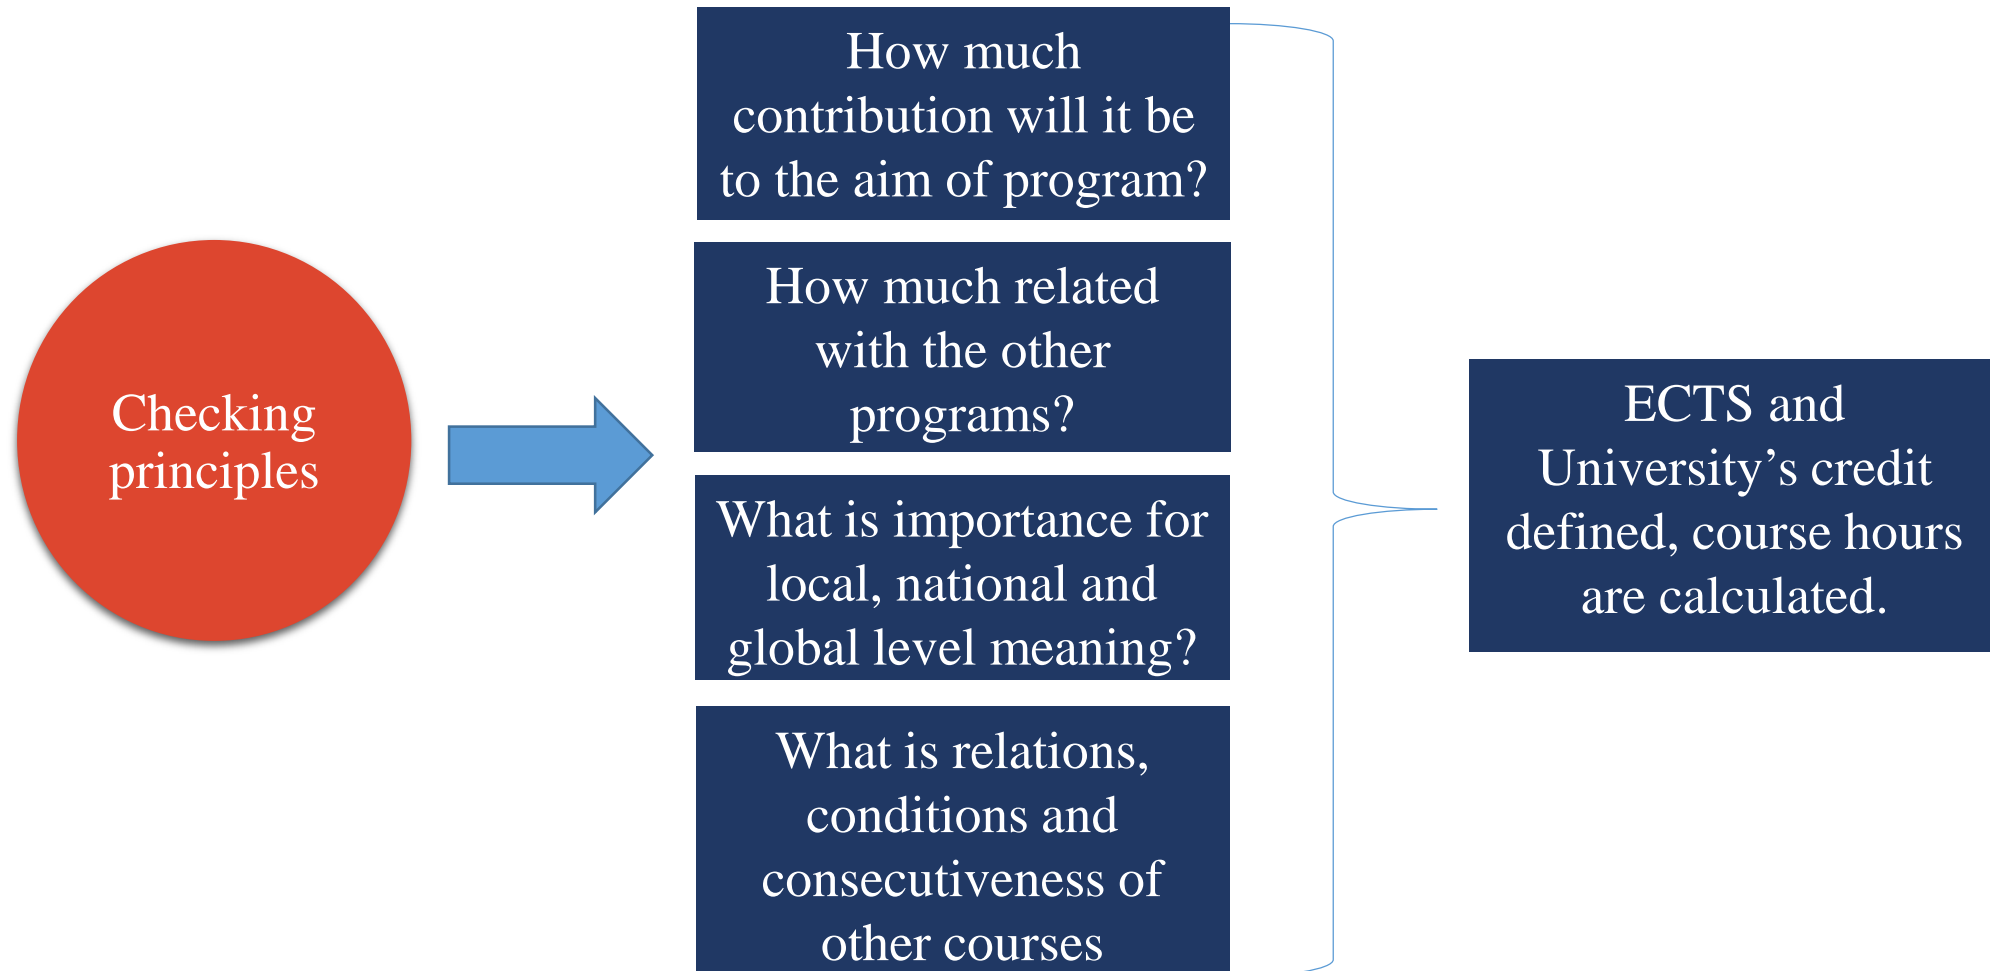 Checking
principles
How much
contribution will it be
to the aim of program?
How much related
with the other
programs?
What is importance for
local, national and
global level meaning?
What is relations,
conditions and
consecutiveness of
other courses
ECTS and
University’s credit
defined, course hours
are calculated.